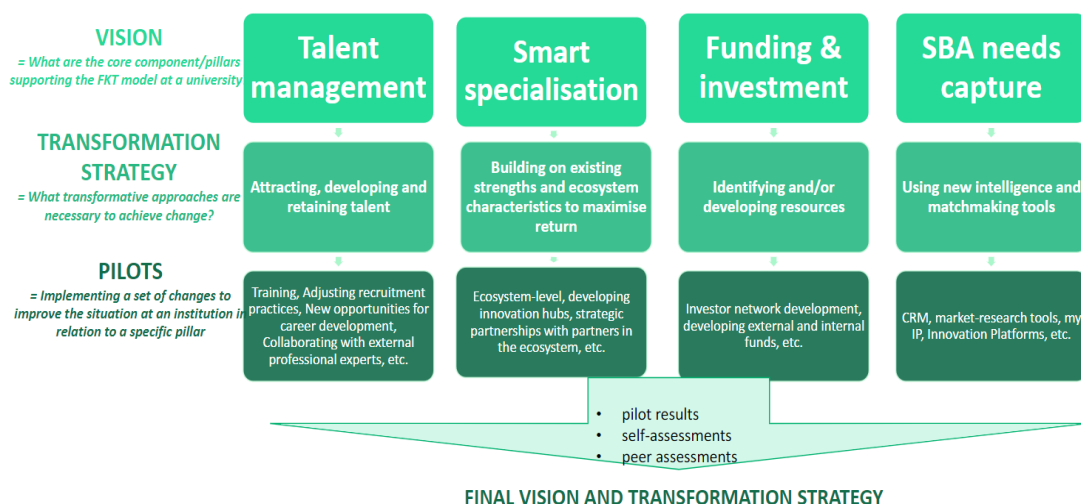 VISION
= What are the core component/pillars
supporting the FKT model at a university
Talent
management
Smart
specialisation
Funding &
investment
SBA needs
capture
TRANSFORMATION
STRATEGY
= What transformative approaches are
necessary to achieve change?
Attracting, developing and
retaining talent
Building on existing
strengths and ecosystem
characteristics to maximise
return
Identifying and/or
developing resources
Using new intelligence and
matchmaking tools
PILOTS
= Implementing a set of changes to
improve the situation at an institution in
relation to a specific pillar
Training, Adjusting recruitment
practices, New opportunities for
career development,
Collaborating with external
professional experts, etc.
Ecosystem-level, developing
innovation hubs, strategic
partnerships with partners in
the ecosystem, etc.
Investor network development,
developing external and internal
funds, etc.
CRM, market-research tools, my
IP, Innovation Platforms, etc.
• pilot results
• self-assessments
• peer assessments
FINAL VISION AND TRANSFORMATION STRATEGY